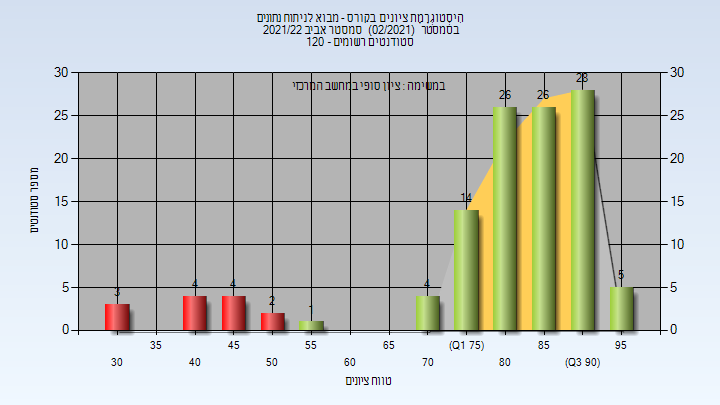 היסטוגרמת ציונים בקורס - מבוא לניתוח נתונים
בסמסטר (02/2021) סמסטר אביב 2021/22
סטודנטים רשומים - 120
במשימה : ציון סופי במחשב המרכזי
מספר סטודנטים
30 30
25 25
20 20
15 15
10 10
5 5
0 0
3 4 4 2 1 4 14 26 26 28 5
35 45 55 65 (Q1 75) 85 95
30 40 50 60 70 80 (Q3 90)
טווח ציונים